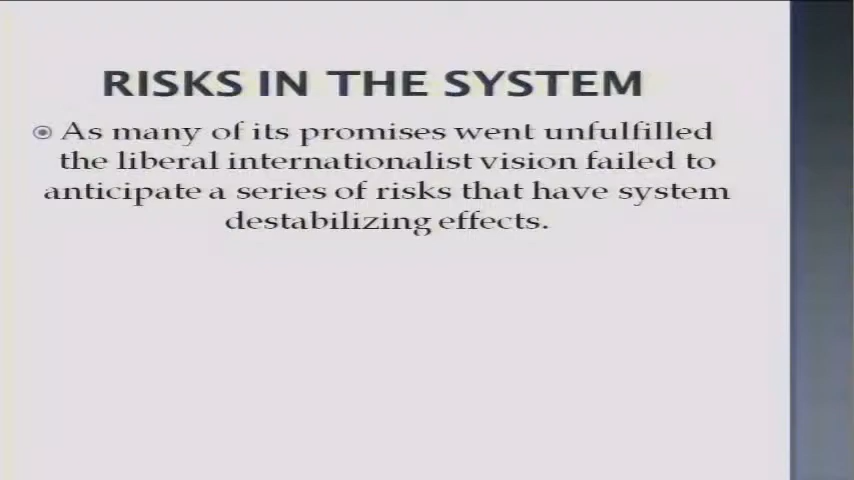 RISKS IN THE SYSTEM
As many of its promises went unfulfilled
the liberal internationalist vision failed to
anticipate a series of risks that have system
destabilizing effects.